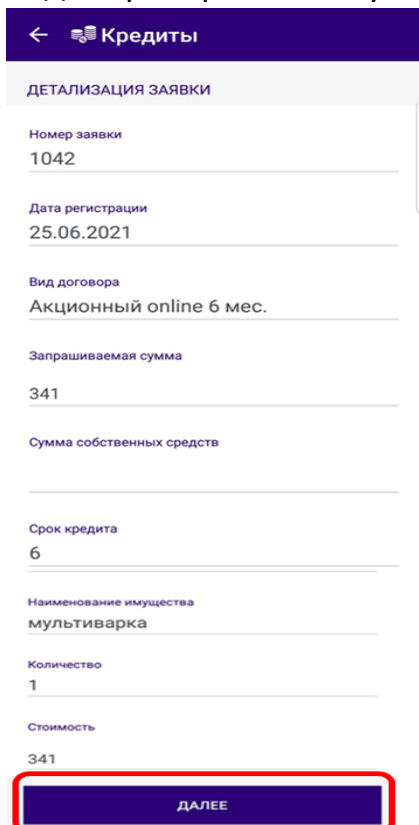 Кредиты
ДЕТАЛИЗАЦИЯ ЗАЯВКИ
Номер заявки
1042
Дата регистрации
25.06.2021
Вид договора
Акционный online 6 мес.
Запрашиваемая сумма
341
Сумма собственных средств
Срок кредита
6
Наименование имущества
мультиварка
Количество
1
Стоимость
341
ДАЛЕЕ